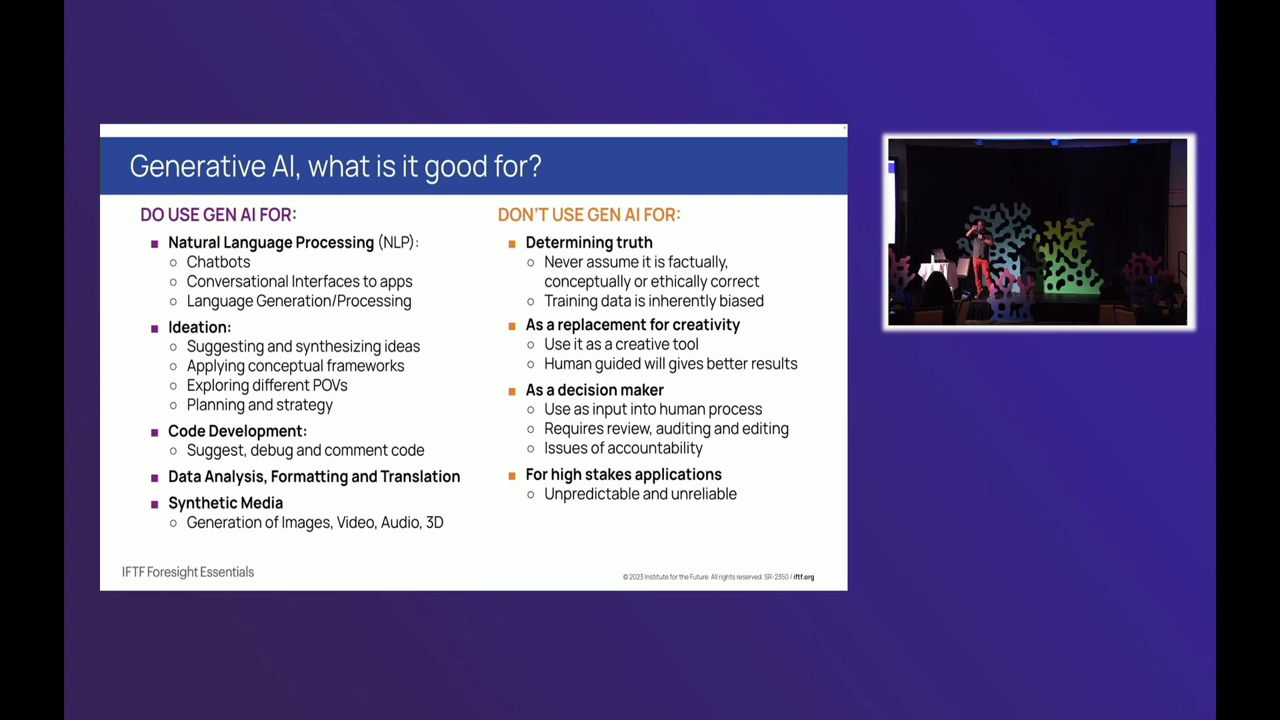 Generative AI, what is it good for?
DO USE GEN AI FOR:
Natural Language Processing (NLP):
Chatbots
Conversational Interfaces to apps
Language Generation/Processing
Ideation:
Suggesting and synthesizing ideas
Applying conceptual frameworks
Exploring different POVs
Planning and strategy
Code Development:
Suggest, debug and comment code
Data Analysis, Formatting and Translation
Synthetic Media
Generation of Images, Video, Audio, 3D
DON'T USE GEN AI FOR:
Determining truth
Never assume it is factually,
conceptually or ethically correct
Training data is inherently biased
As a replacement for creativity
Use it as a creative tool
Human guided will gives better results
As a decision maker
Use as input into human process
Requires review, auditing and editing
Issues of accountability
For high stakes applications
Unpredictable and unreliable
IFTF Foresight Essentials
© 2023 Institute for the Future. All rights reserved. SR-2350 / iftf.org